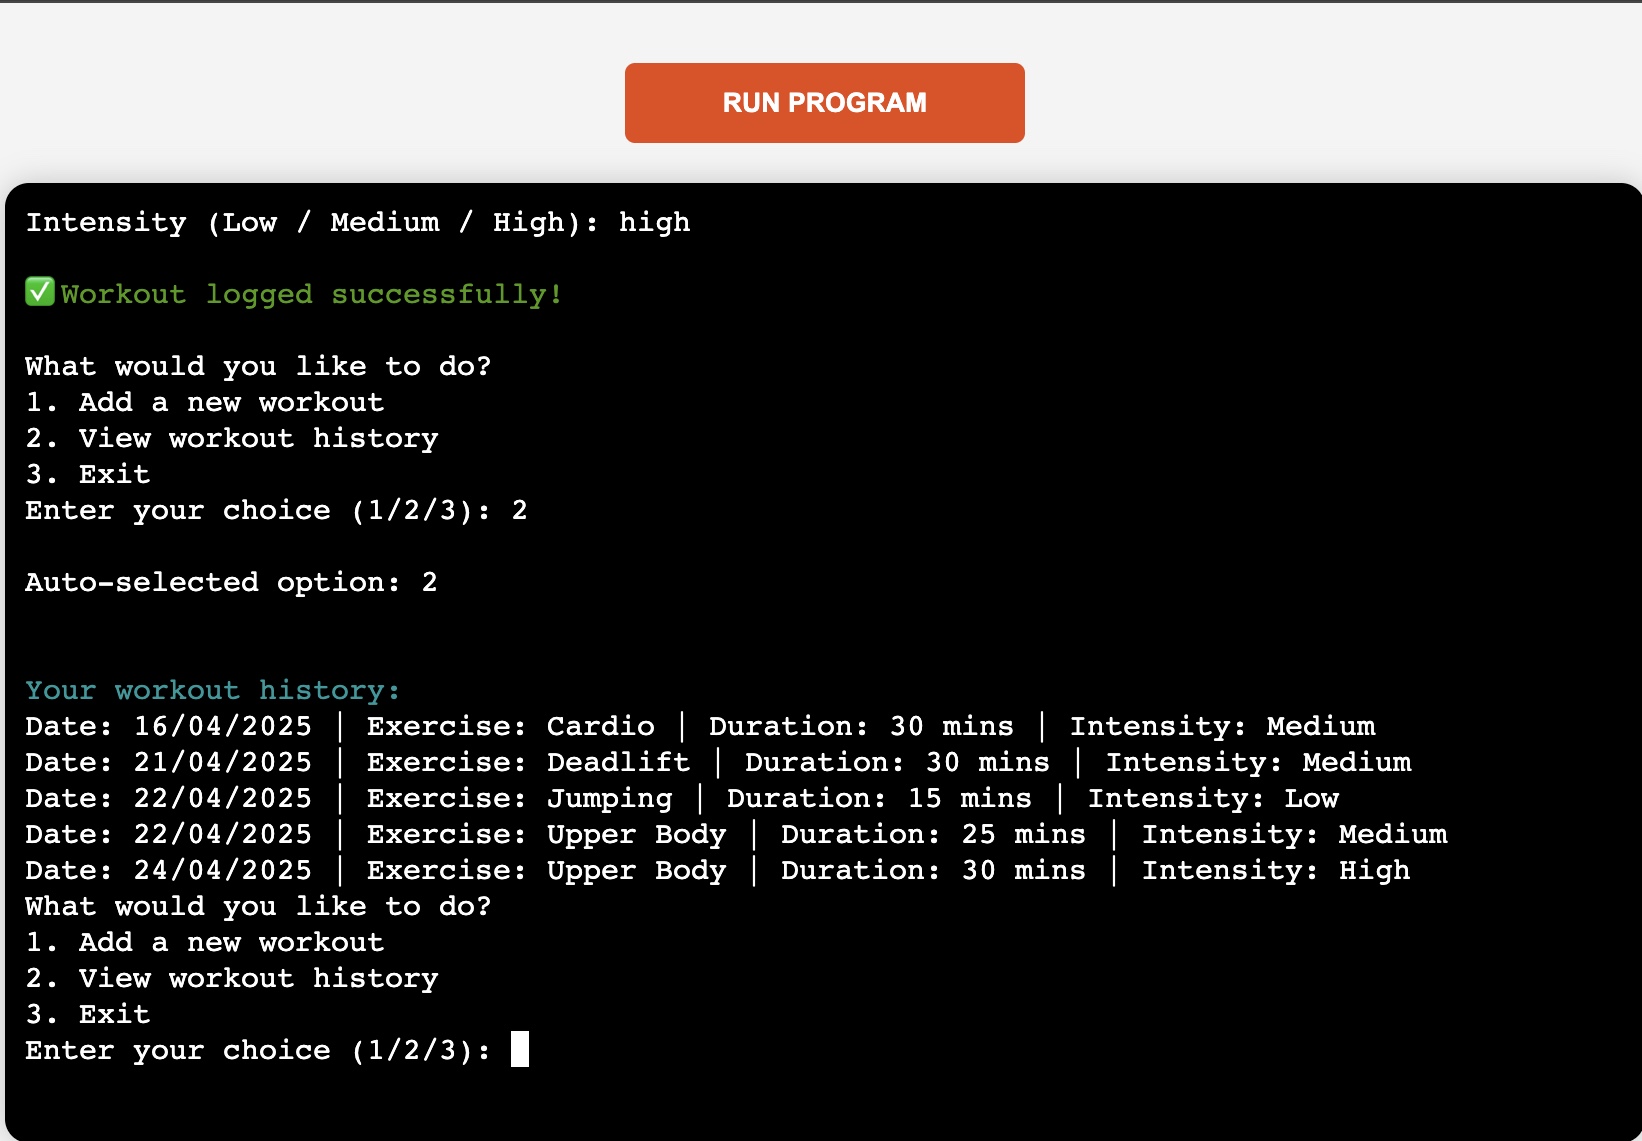 RUN PROGRAM
Intensity (Low / Medium / High): high
✅Workout logged successfully!
What would you like to do?
1. Add a new workout
2. View workout history
3. Exit
Enter your choice (1/2/3): 2
Auto-selected option: 2
Your workout history:
Date: 16/04/2025 | Exercise: Cardio | Duration: 30 mins | Intensity: Medium
Date: 21/04/2025 | Exercise: Deadlift | Duration: 30 mins | Intensity: Medium
Date: 22/04/2025 | Exercise: Jumping | Duration: 15 mins | Intensity: Low
Date: 22/04/2025 | Exercise: Upper Body | Duration: 25 mins | Intensity: Medium
Date: 24/04/2025 | Exercise: Upper Body | Duration: 30 mins | Intensity: High
What would you like to do?
1. Add a new workout
2. View workout history
3. Exit
Enter your choice (1/2/3):